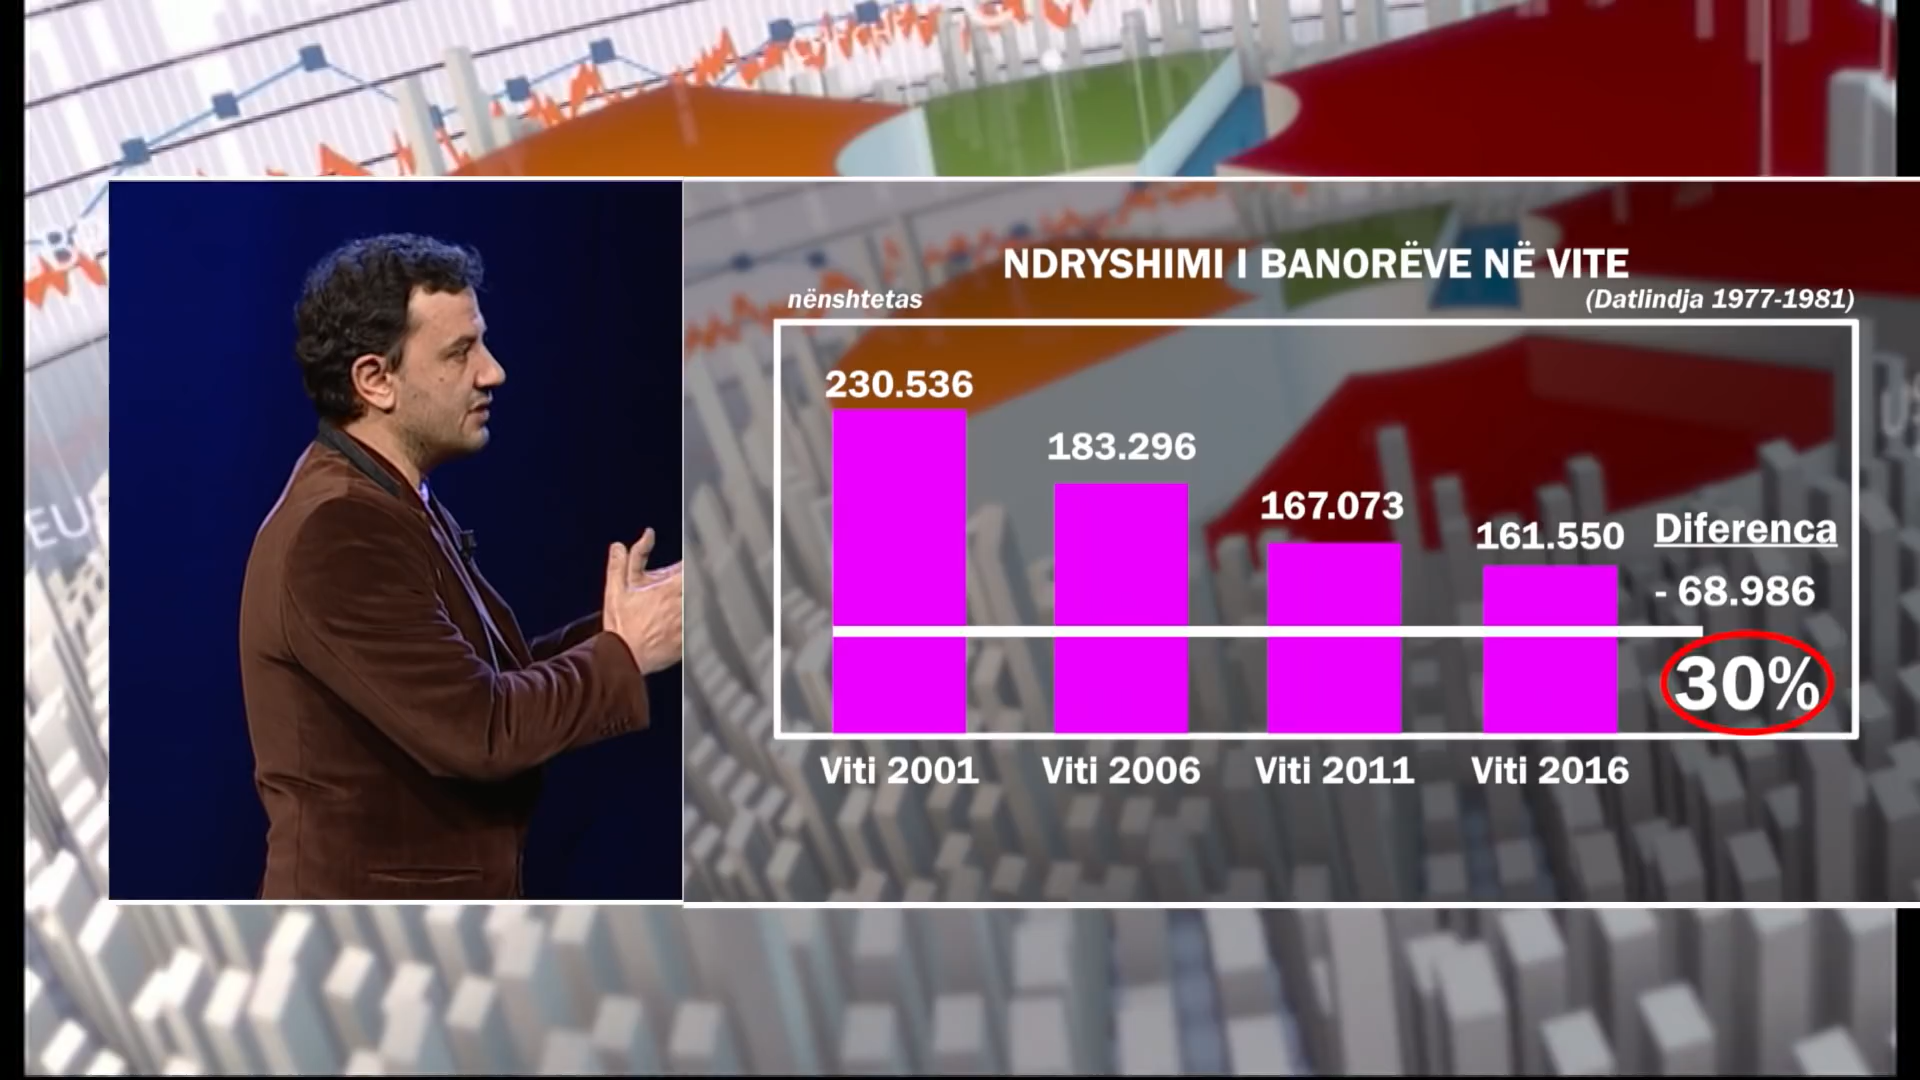 NDRYSHIMI I BANORËVE NË VITE
nënshtetas
(Datlindja 1977-1981)
230.536
183.296
167.073
161.550
Diferenca
- 68.986
30%
Viti 2001
Viti 2006
Viti 2011
Viti 2016